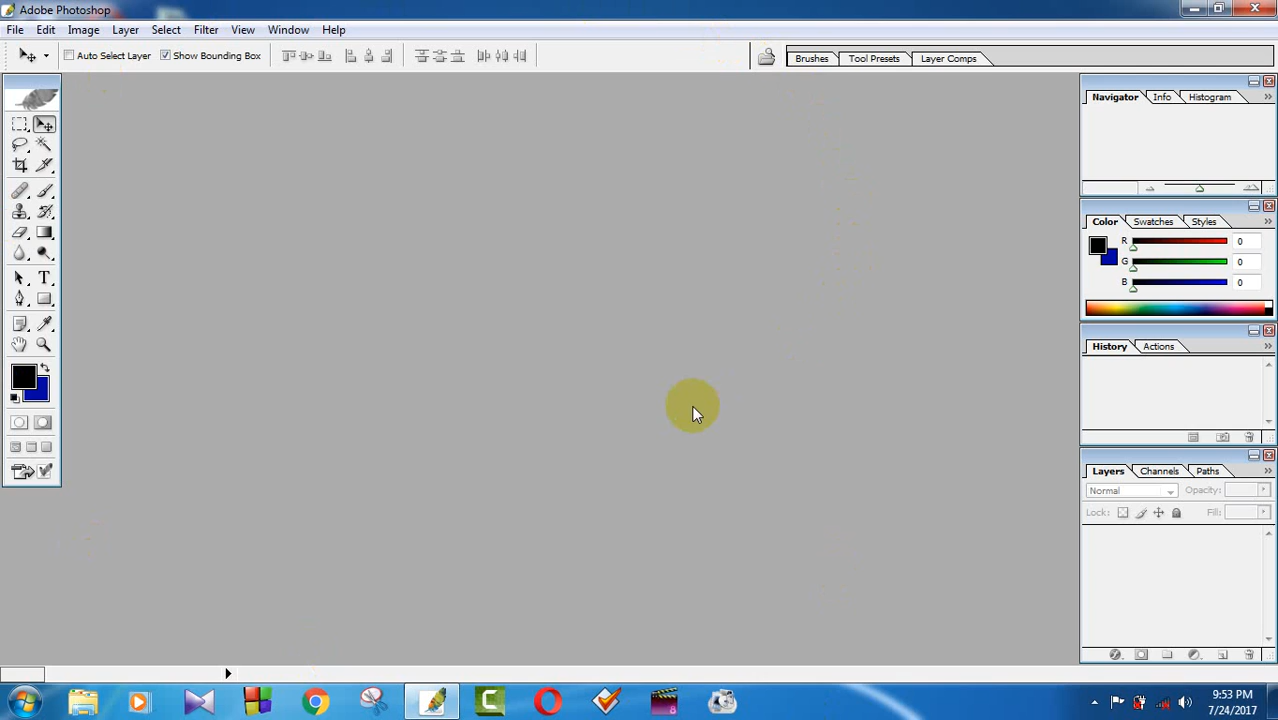 Adobe Photoshop
File Edit Image Layer Select Filter View Window Help
Auto Select Layer Show Bounding Box Brushes Tool Presets Layer Comps
Navigator Info Histogram
Color Swatches Styles
R 0
G 0
B 0
T
History Actions
Layers Channels Paths
Normal Opacity:
Lock: Fill:
9:53 PM
7/24/2017